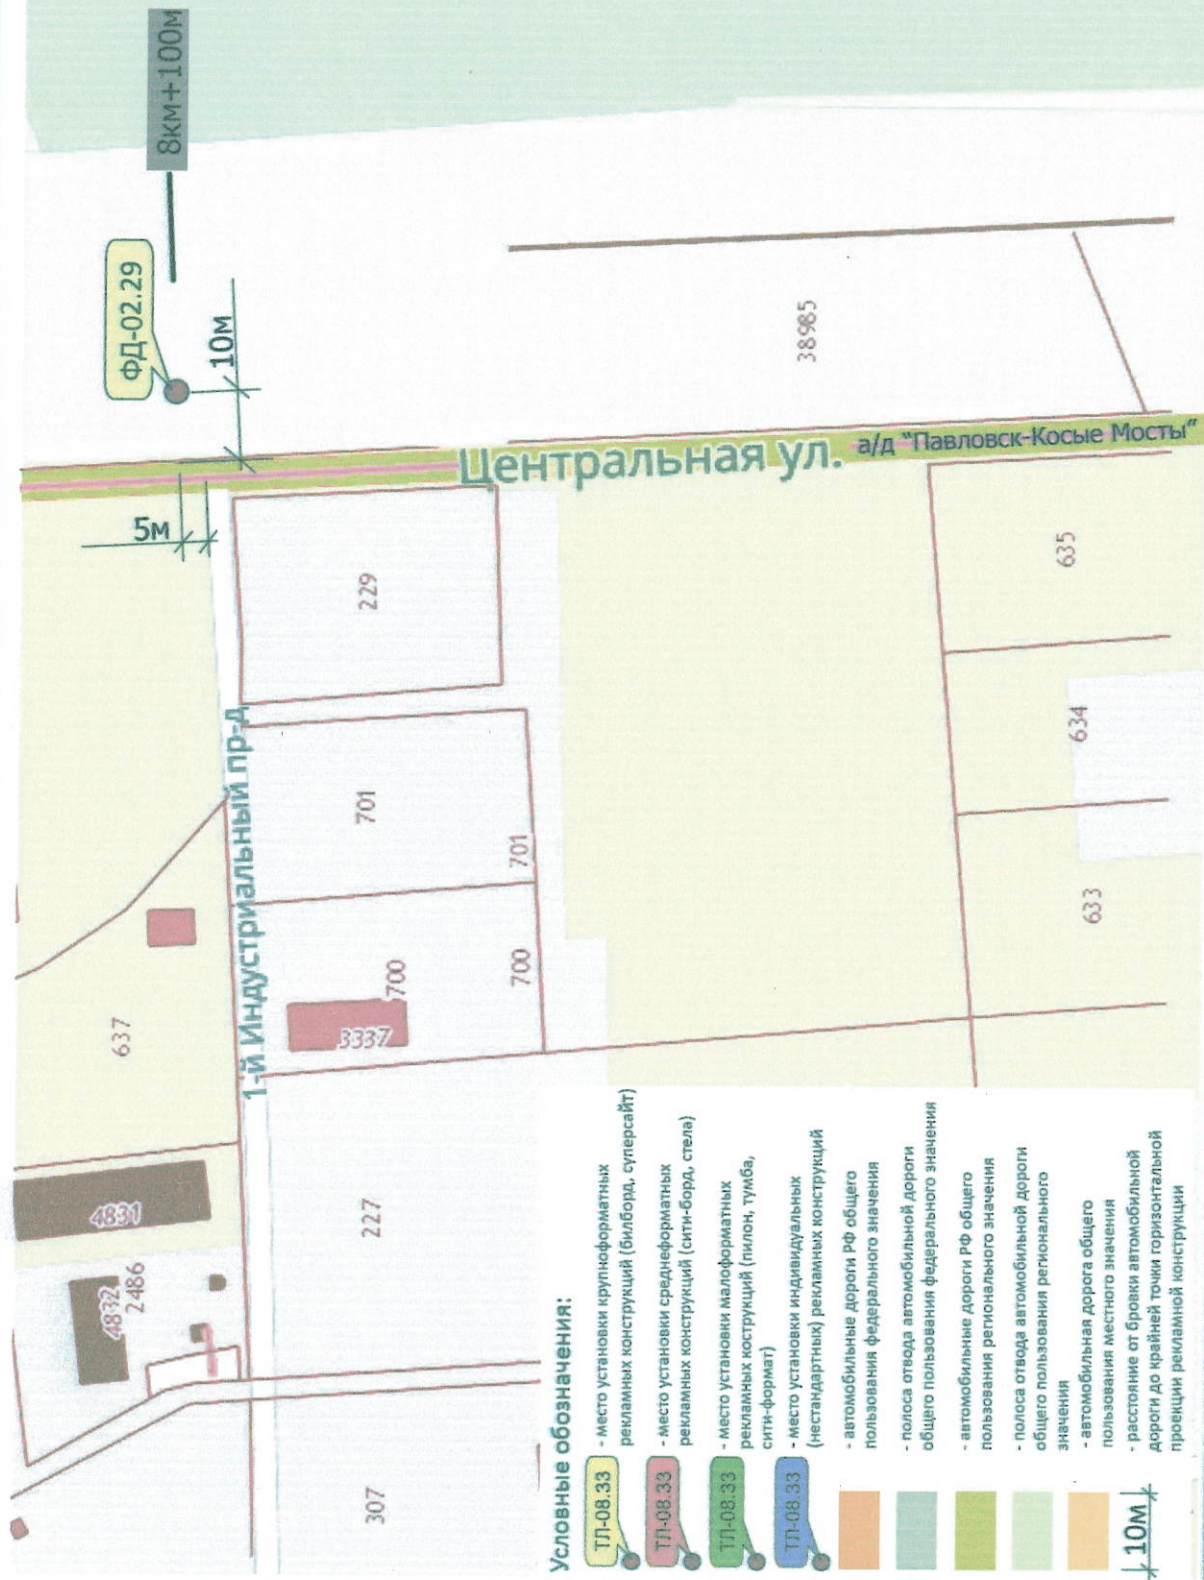 8км+100м
ФД-02.29
10м
5м
Центральная ул.
а/д "Павловск-Косые Мосты"
38985
229
1-й Индустриальный пр-д
701
701
700
700
3337
637
635
634
633
4831
4832
2486
227
307
Условные обозначения:
ТЛ-08.33
- место установки крупноформатных
рекламных конструкций (билборд, суперсайт)
ТЛ-08.33
- место установки среднеформатных
рекламных конструкций (сити-борд, стела)
ТЛ-08.33
- место установки малоформатных
рекламных кострукций (пилон, тумба,
сити-формат)
ТЛ-08.33
- место установки индивидуальных
(нестандартных) рекламных конструкций
- автомобильные дороги РФ общего
пользования федерального значения
- полоса отвода автомобильной дороги
общего пользования федерального значения
- автомобильные дороги РФ общего
пользования регионального значения
- полоса отвода автомобильной дороги
общего пользования регионального
значения
- автомобильная дорога общего
пользования местного значения
10м
- расстояние от бровки автомобильной
дороги до крайней точки горизонтальной
проекции рекламной конструкции